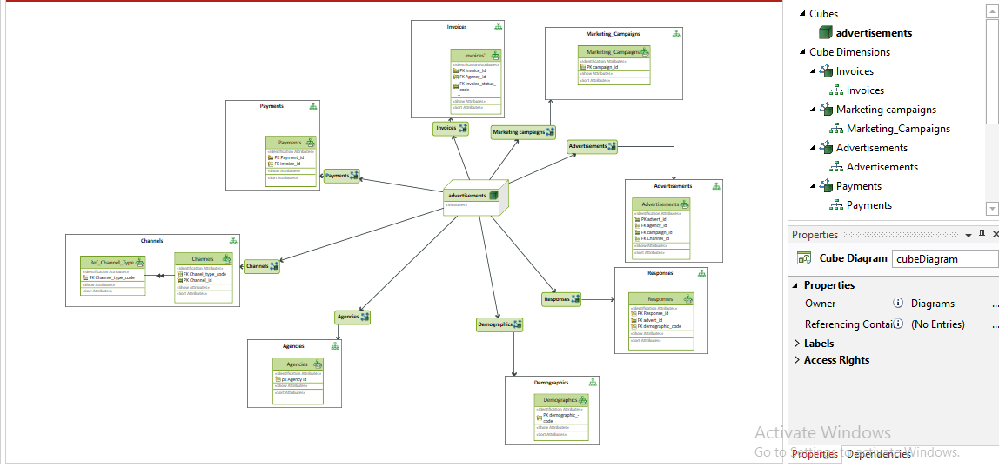 Invoices
Invoices'
«Identification Attributes»
PK invoice_id
FK Agency_id
FK invoice_status_-
code
...
«Show Attributes»
«Sort Attributes»
Invoices
Marketing_Campaigns
Marketing_Campaigns
«Identification Attributes»
PK campaign_id
«Show Attributes»
«Sort Attributes»
Marketing campaigns
Payments
Payments
«Identification Attributes»
PK Payment_id
FK Invoice_id
«Show Attributes»
«Sort Attributes»
Payments
Advertisements
Advertisements
Advertisements
«Identification Attributes»
PK advert_id
FK agency_id
FK campaign_id
FK Channel_id
«Show Attributes»
«Sort Attributes»
advertisements
«Measures»
Channels
Ref_Channel_Type
«Identification Attributes»
PK Channel_type_code
«Show Attributes»
«Sort Attributes»
Channels
«Identification Attributes»
FK Chanel_type_code
PK Channel_id
«Show Attributes»
«Sort Attributes»
Channels
Responses
Responses
Responses
«Identification Attributes»
PK Response_id
FK advert_id
FK demographic_code
«Show Attributes»
«Sort Attributes»
Agencies
Agencies
Agencies
«Identification Attributes»
pk Agency id
«Show Attributes»
«Sort Attributes»
Demographics
Demographics
Demographics
«Identification Attributes»
PK demographic_-
code
«Show Attributes»
«Sort Attributes»
Cubes
advertisements
Cube Dimensions
Invoices
Invoices
Marketing campaigns
Marketing_Campaigns
Advertisements
Advertisements
Payments
Payments
Properties
Cube Diagram cubeDiagram
Properties
Owner Diagrams ...
Referencing Contai (No Entries) ...
Labels
Access Rights
Activate Windows
Go to Settings to activate Windows.
Properties Dependencies